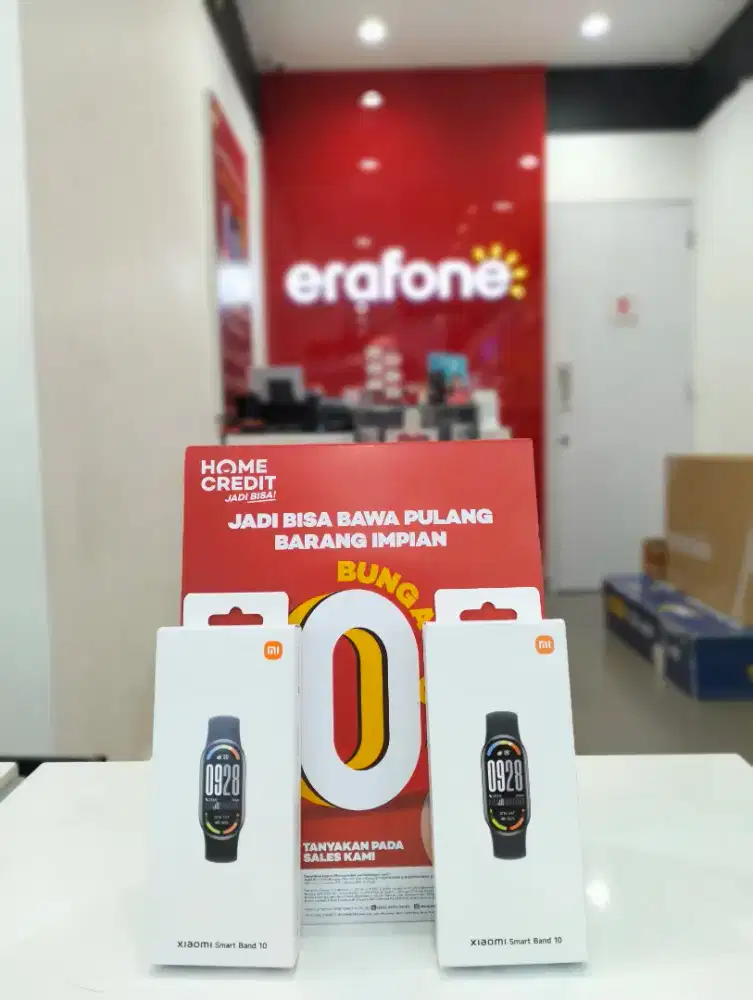 erafone
HOME
CREDIT
JADI BISA!
JADI BISA BAWA PULANG
BARANG IMPIAN
BUNGA
0
TANYAKAN PADA
SALES KAMI
mi
0928
xiaomi Smart Band 10
mi
0928
xiaomi Smart Band 10